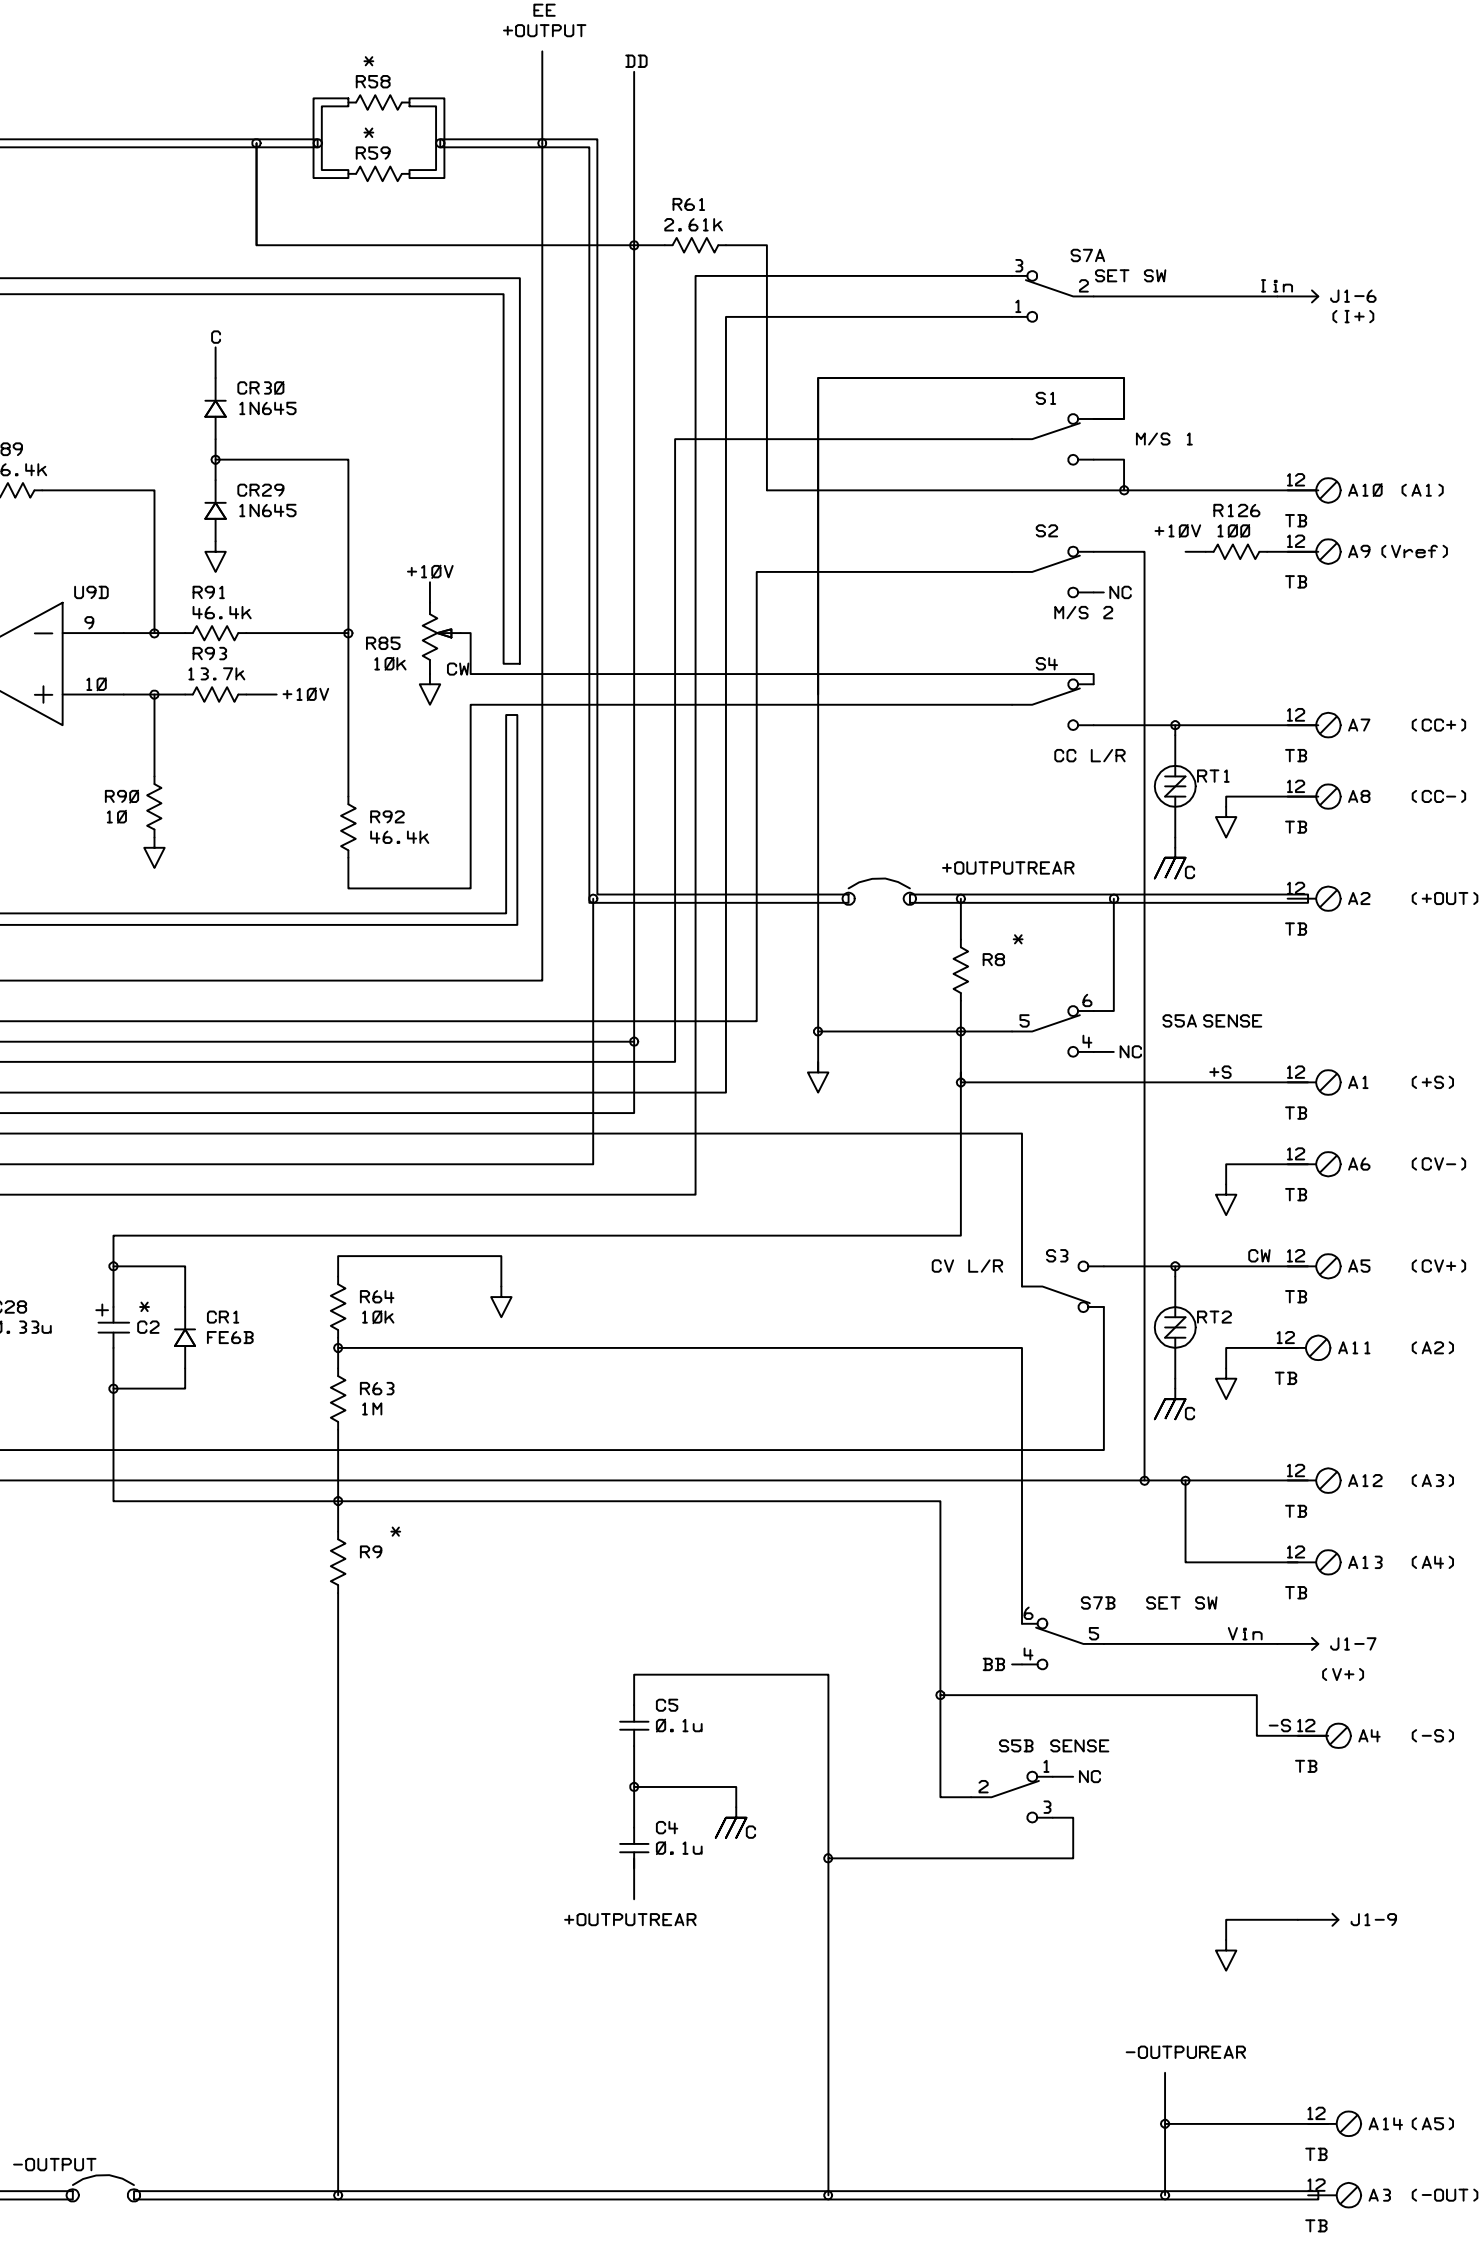 EE
+OUTPUT
DD
*
R58
*
R59
R61
2.61k
S7A
SET SW
3
2
1
Iin
J1-6
(I+)
C
CR30
1N645
S1
M/S 1
89
6.4k
CR29
1N645
12
A10 (A1)
TB
R126
+10V 100
12
A9 (Vref)
TB
S2
NC
M/S 2
U9D
9
10
R91
46.4k
R93
13.7k
+10V
+10V
R85
10k
CW
S4
CC L/R
12
A7 (CC+)
TB
RT1
12
A8 (CC-)
TB
C
R90
10
R92
46.4k
+OUTPUTREAR
12
A2 (+OUT)
TB
R8
*
6
5
4
NC
S5A SENSE
+S
12
A1 (+S)
TB
12
A6 (CV-)
TB
CV L/R
S3
CW
12
A5 (CV+)
TB
RT2
12
A11 (A2)
TB
C
28
.33u
+
*
C2
CR1
FE6B
R64
10k
R63
1M
12
A12 (A3)
TB
R9
*
12
A13 (A4)
TB
S7B SET SW
6
5
Vin
J1-7
(V+)
BB
4
C5
0.1u
-S
12
A4 (-S)
TB
S5B SENSE
1
NC
2
3
C4
0.1u
C
+OUTPUTREAR
J1-9
-OUTPUREAR
12
A14 (A5)
TB
-OUTPUT
12
A3 (-OUT)
TB